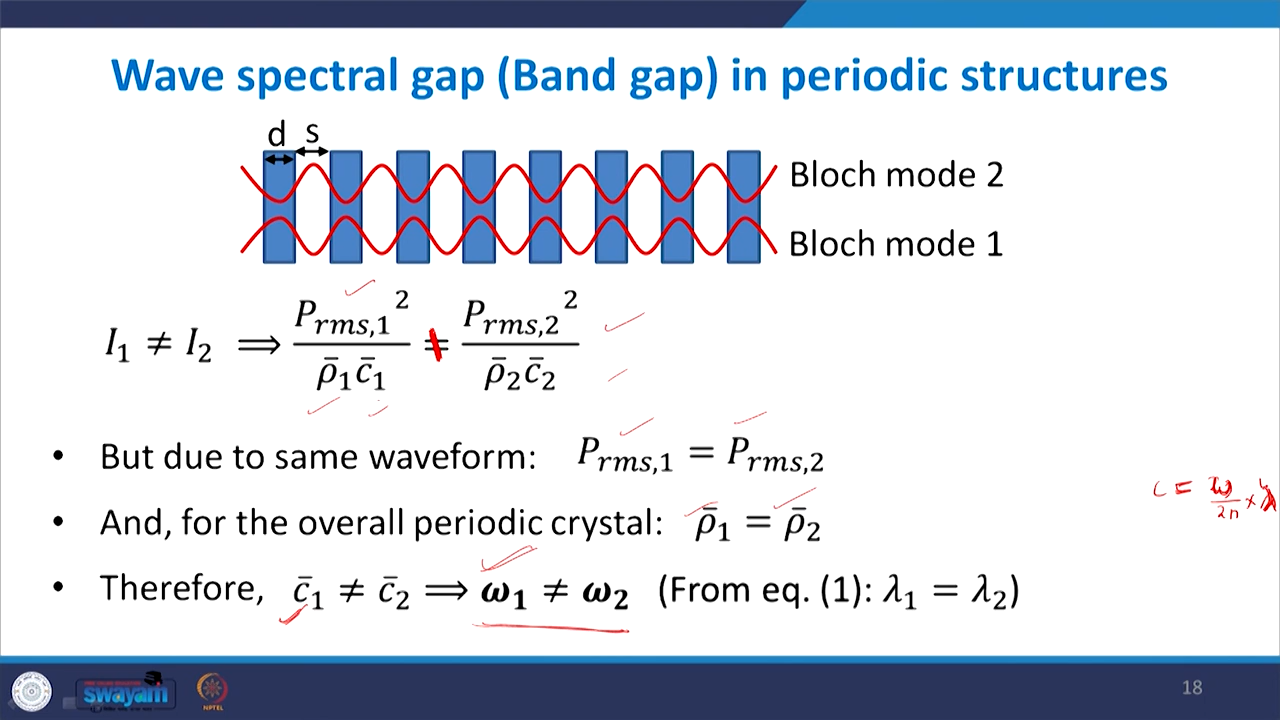 Wave spectral gap (Band gap) in periodic structures
d s
Bloch mode 2
Bloch mode 1
I₁ ≠ I₂ ⟹ P_rms,1² / ρ̄₁c̄₁ ≠ P_rms,2² / ρ̄₂c̄₂
• But due to same waveform: P_rms,1 = P_rms,2
c = ω/2π × λ
• And, for the overall periodic crystal: ρ̄₁ = ρ̄₂
• Therefore, c̄₁ ≠ c̄₂ ⟹ ω₁ ≠ ω₂ (From eq. (1): λ₁ = λ₂)
swayam
NPTEL
18